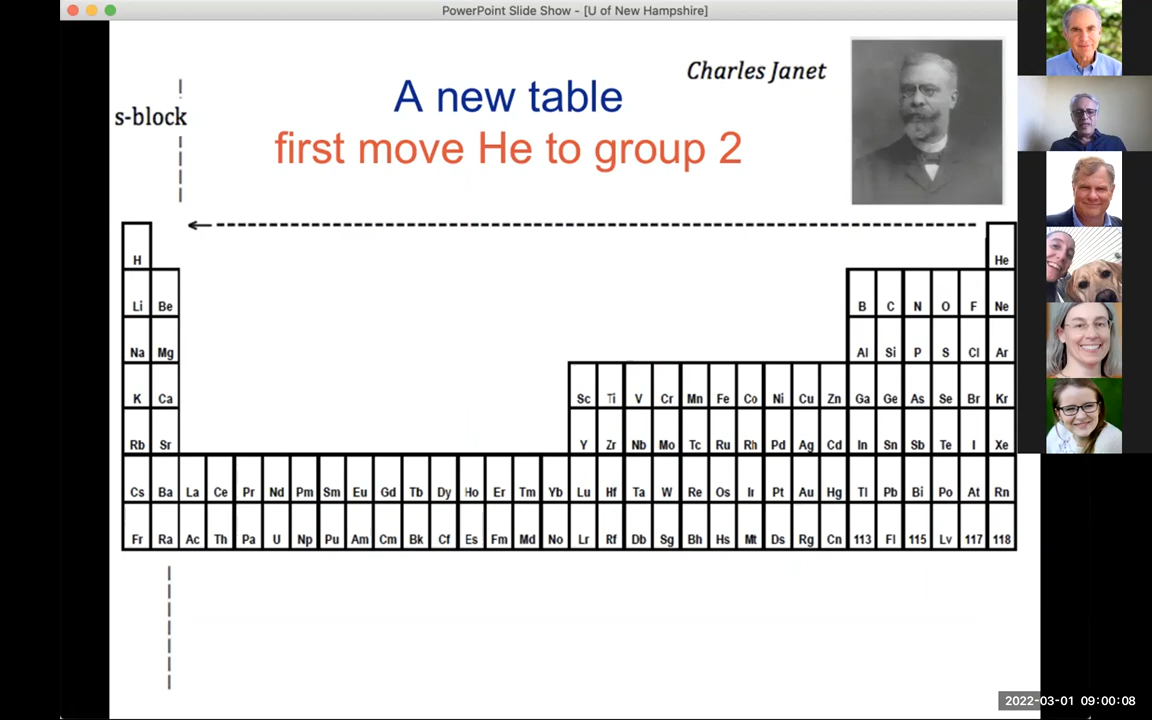 PowerPoint Slide Show - [U of New Hampshire]
Charles Janet
A new table
s-block
first move He to group 2
H He
Li Be B C N O F Ne
Na Mg Al Si P S Cl Ar
K Ca Sc Ti V Cr Mn Fe Co Ni Cu Zn Ga Ge As Se Br Kr
Rb Sr Y Zr Nb Mo Tc Ru Rh Pd Ag Cd In Sn Sb Te I Xe
Cs Ba La Ce Pr Nd Pm Sm Eu Gd Tb Dy Ho Er Tm Yb Lu Hf Ta W Re Os Ir Pt Au Hg Tl Pb Bi Po At Rn
Fr Ra Ac Th Pa U Np Pu Am Cm Bk Cf Es Fm Md No Lr Rf Db Sg Bh Hs Mt Ds Rg Cn 113 Fl 115 Lv 117 118
2022-03-01 09:00:08